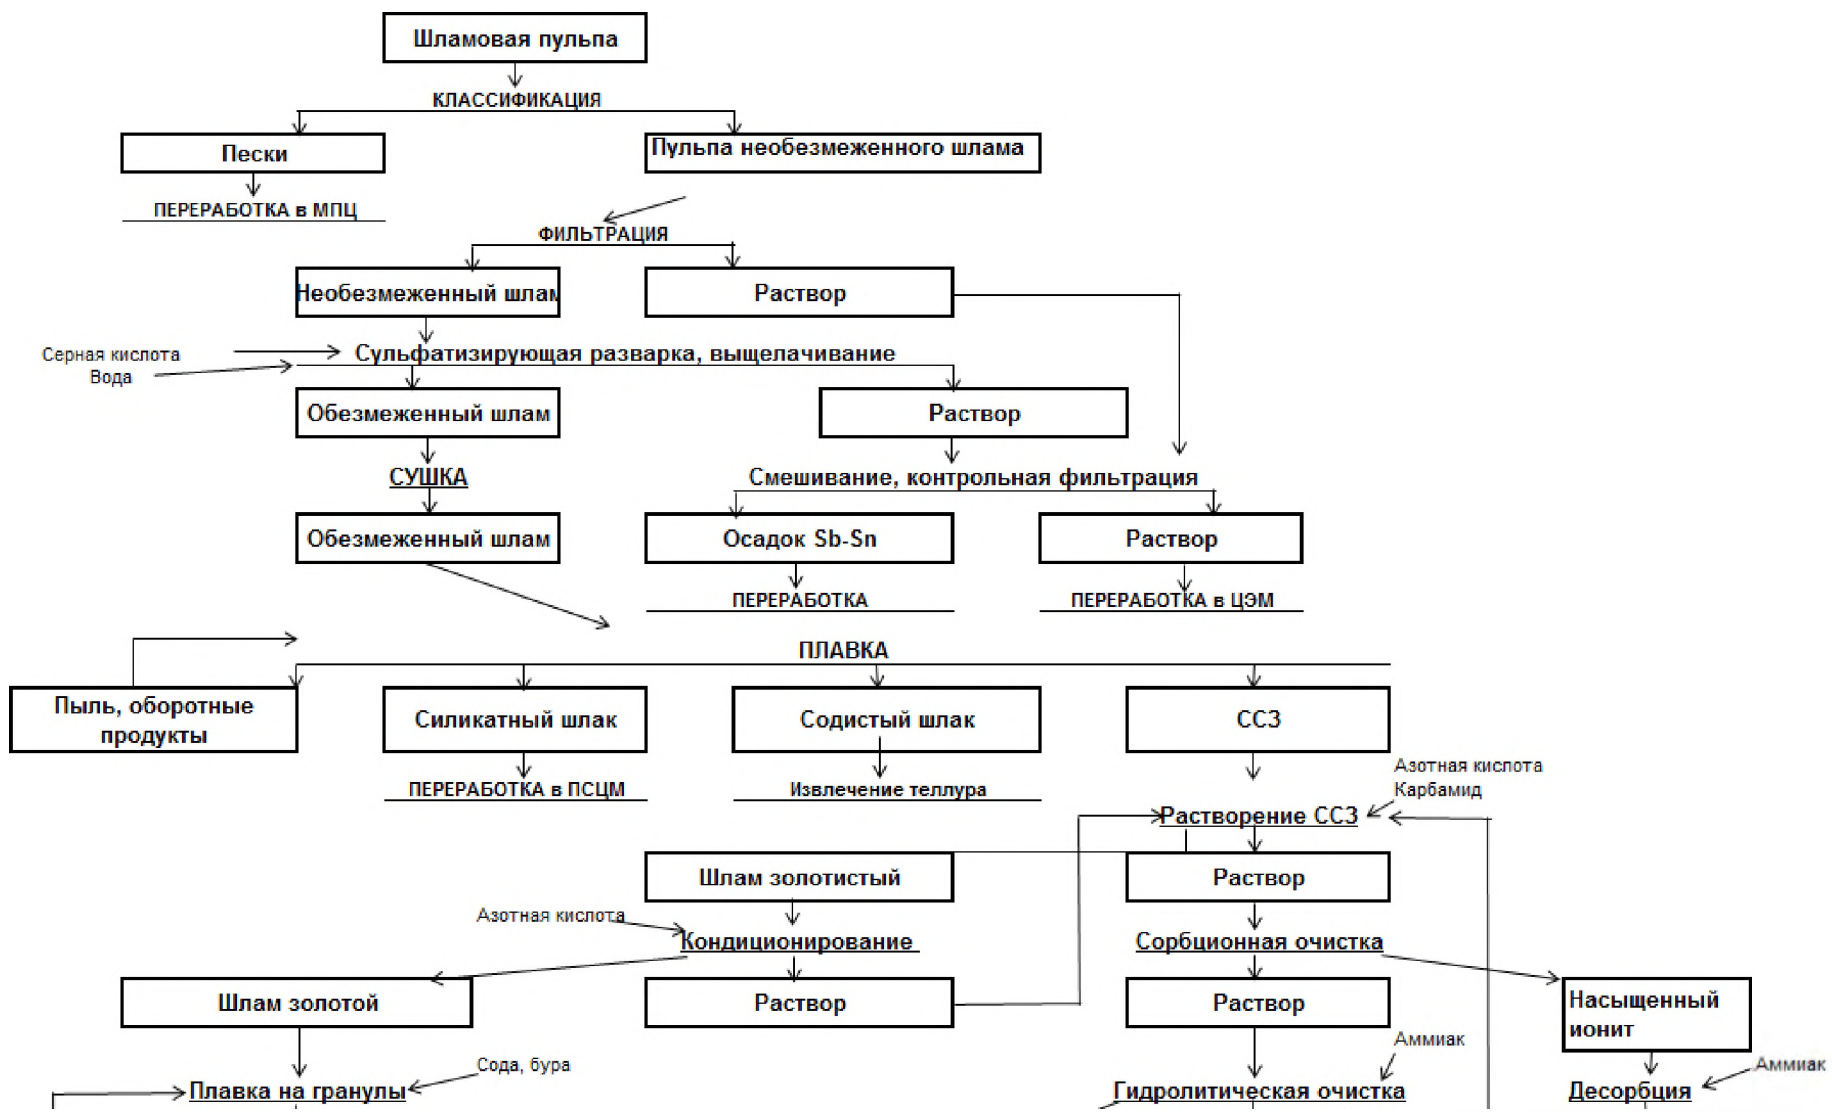 Шламовая пульпа
КЛАССИФИКАЦИЯ
Пески
Пульпа необезмеженного шлама
ПЕРЕРАБОТКА в МПЦ
ФИЛЬТРАЦИЯ
Необезмеженный шлам
Раствор
Серная кислота
Вода
Сульфатизирующая разварка, выщелачивание
Обезмеженный шлам
Раствор
СУШКА
Смешивание, контрольная фильтрация
Обезмеженный шлам
Осадок Sb-Sn
Раствор
ПЕРЕРАБОТКА
ПЕРЕРАБОТКА в ЦЭМ
ПЛАВКА
Пыль, оборотные
продукты
Силикатный шлак
Содистый шлак
ССЗ
ПЕРЕРАБОТКА в ПСЦМ
Извлечение теллура
Азотная кислота
Карбамид
Растворение ССЗ
Шлам золотистый
Раствор
Азотная кислота
Кондиционирование
Сорбционная очистка
Шлам золотой
Раствор
Раствор
Насыщенный
ионит
Сода, бура
Аммиак
Аммиак
Плавка на гранулы
Гидролитическая очистка
Десорбция